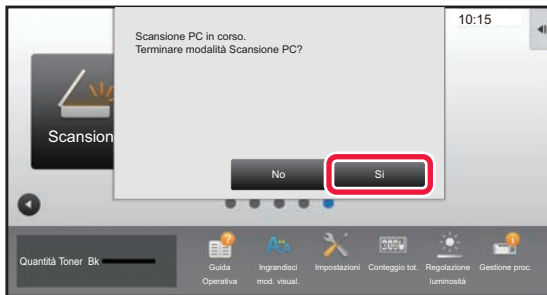 Scansione PC in corso.
Terminare modalità Scansione PC?
10:15
Scansion
No
Si
Quantità Toner Bk
Guida
Operativa
Ingrandisci
mod. visual.
Impostazioni
Conteggio tot.
Regolazione
luminosità
Gestione proc.